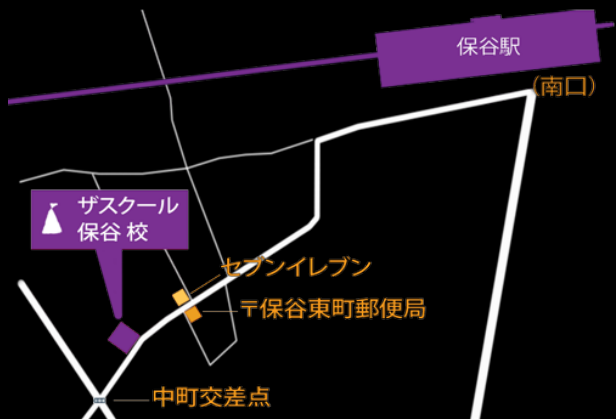 保谷駅
(南口)
ザスクール
保谷 校
セブンイレブン
〒保谷東町郵便局
中町交差点